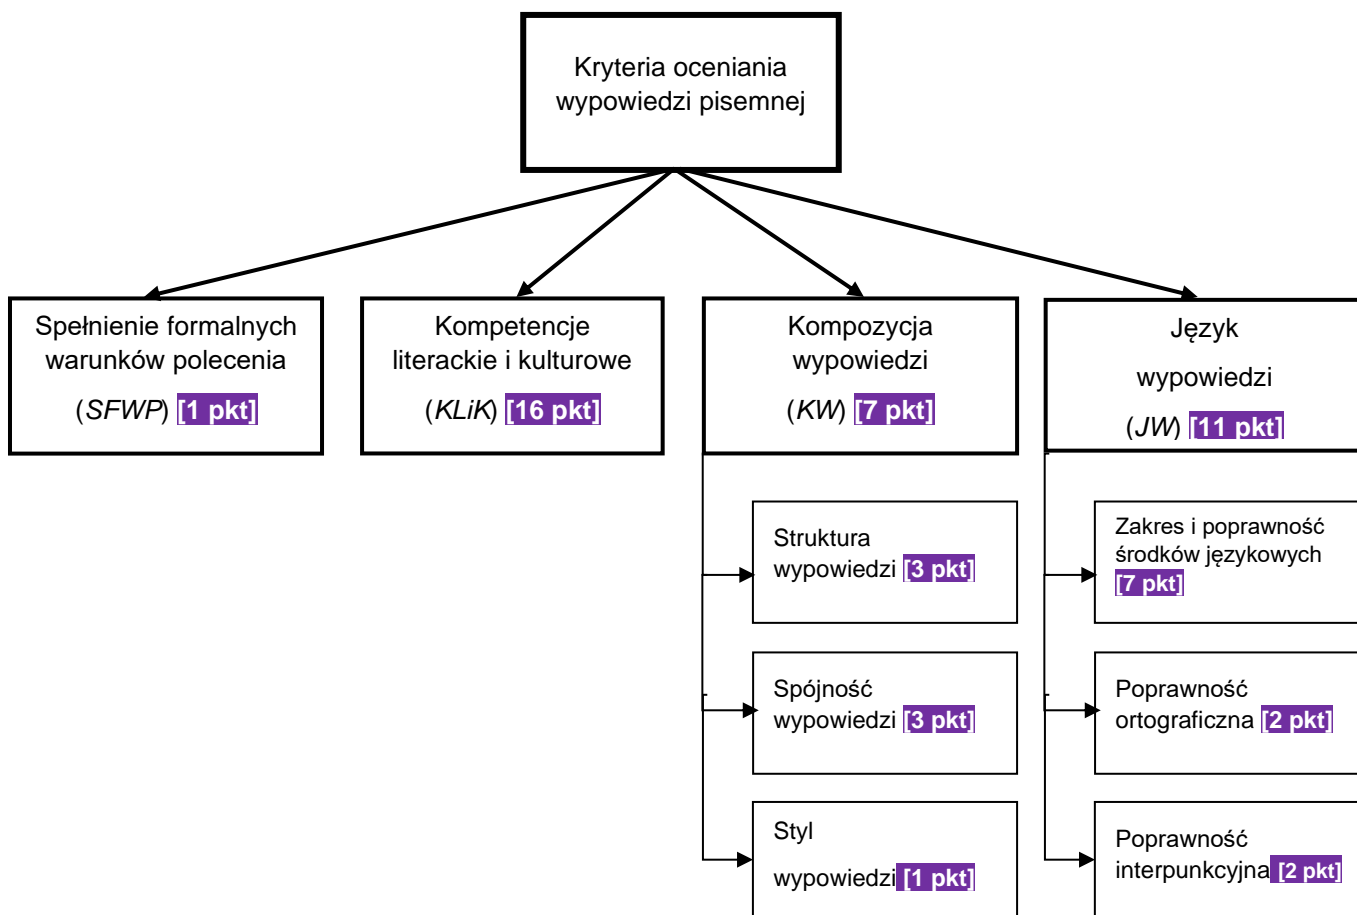 Kryteria oceniania
wypowiedzi pisemnej
Spełnienie formalnych
warunków polecenia
(SFWP) [1 pkt]
Kompetencje
literackie i kulturowe
(KLiK) [16 pkt]
Kompozycja
wypowiedzi
(KW) [7 pkt]
Język
wypowiedzi
(JW) [11 pkt]
Struktura
wypowiedzi [3 pkt]
Spójność
wypowiedzi [3 pkt]
Styl
wypowiedzi [1 pkt]
Zakres i poprawność
środków językowych
[7 pkt]
Poprawność
ortograficzna [2 pkt]
Poprawność
interpunkcyjna [2 pkt]